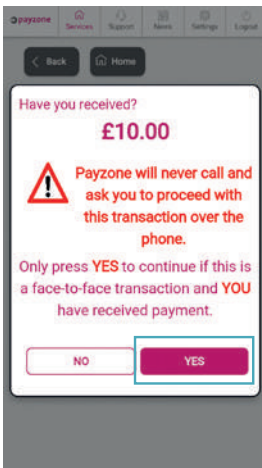 payzone
Services Support News Settings Logout
Back Home
Have you received?
£10.00
Payzone will never call and
ask you to proceed with
this transaction over the
phone.
Only press YES to continue if this is
a face-to-face transaction and YOU
have received payment.
NO YES